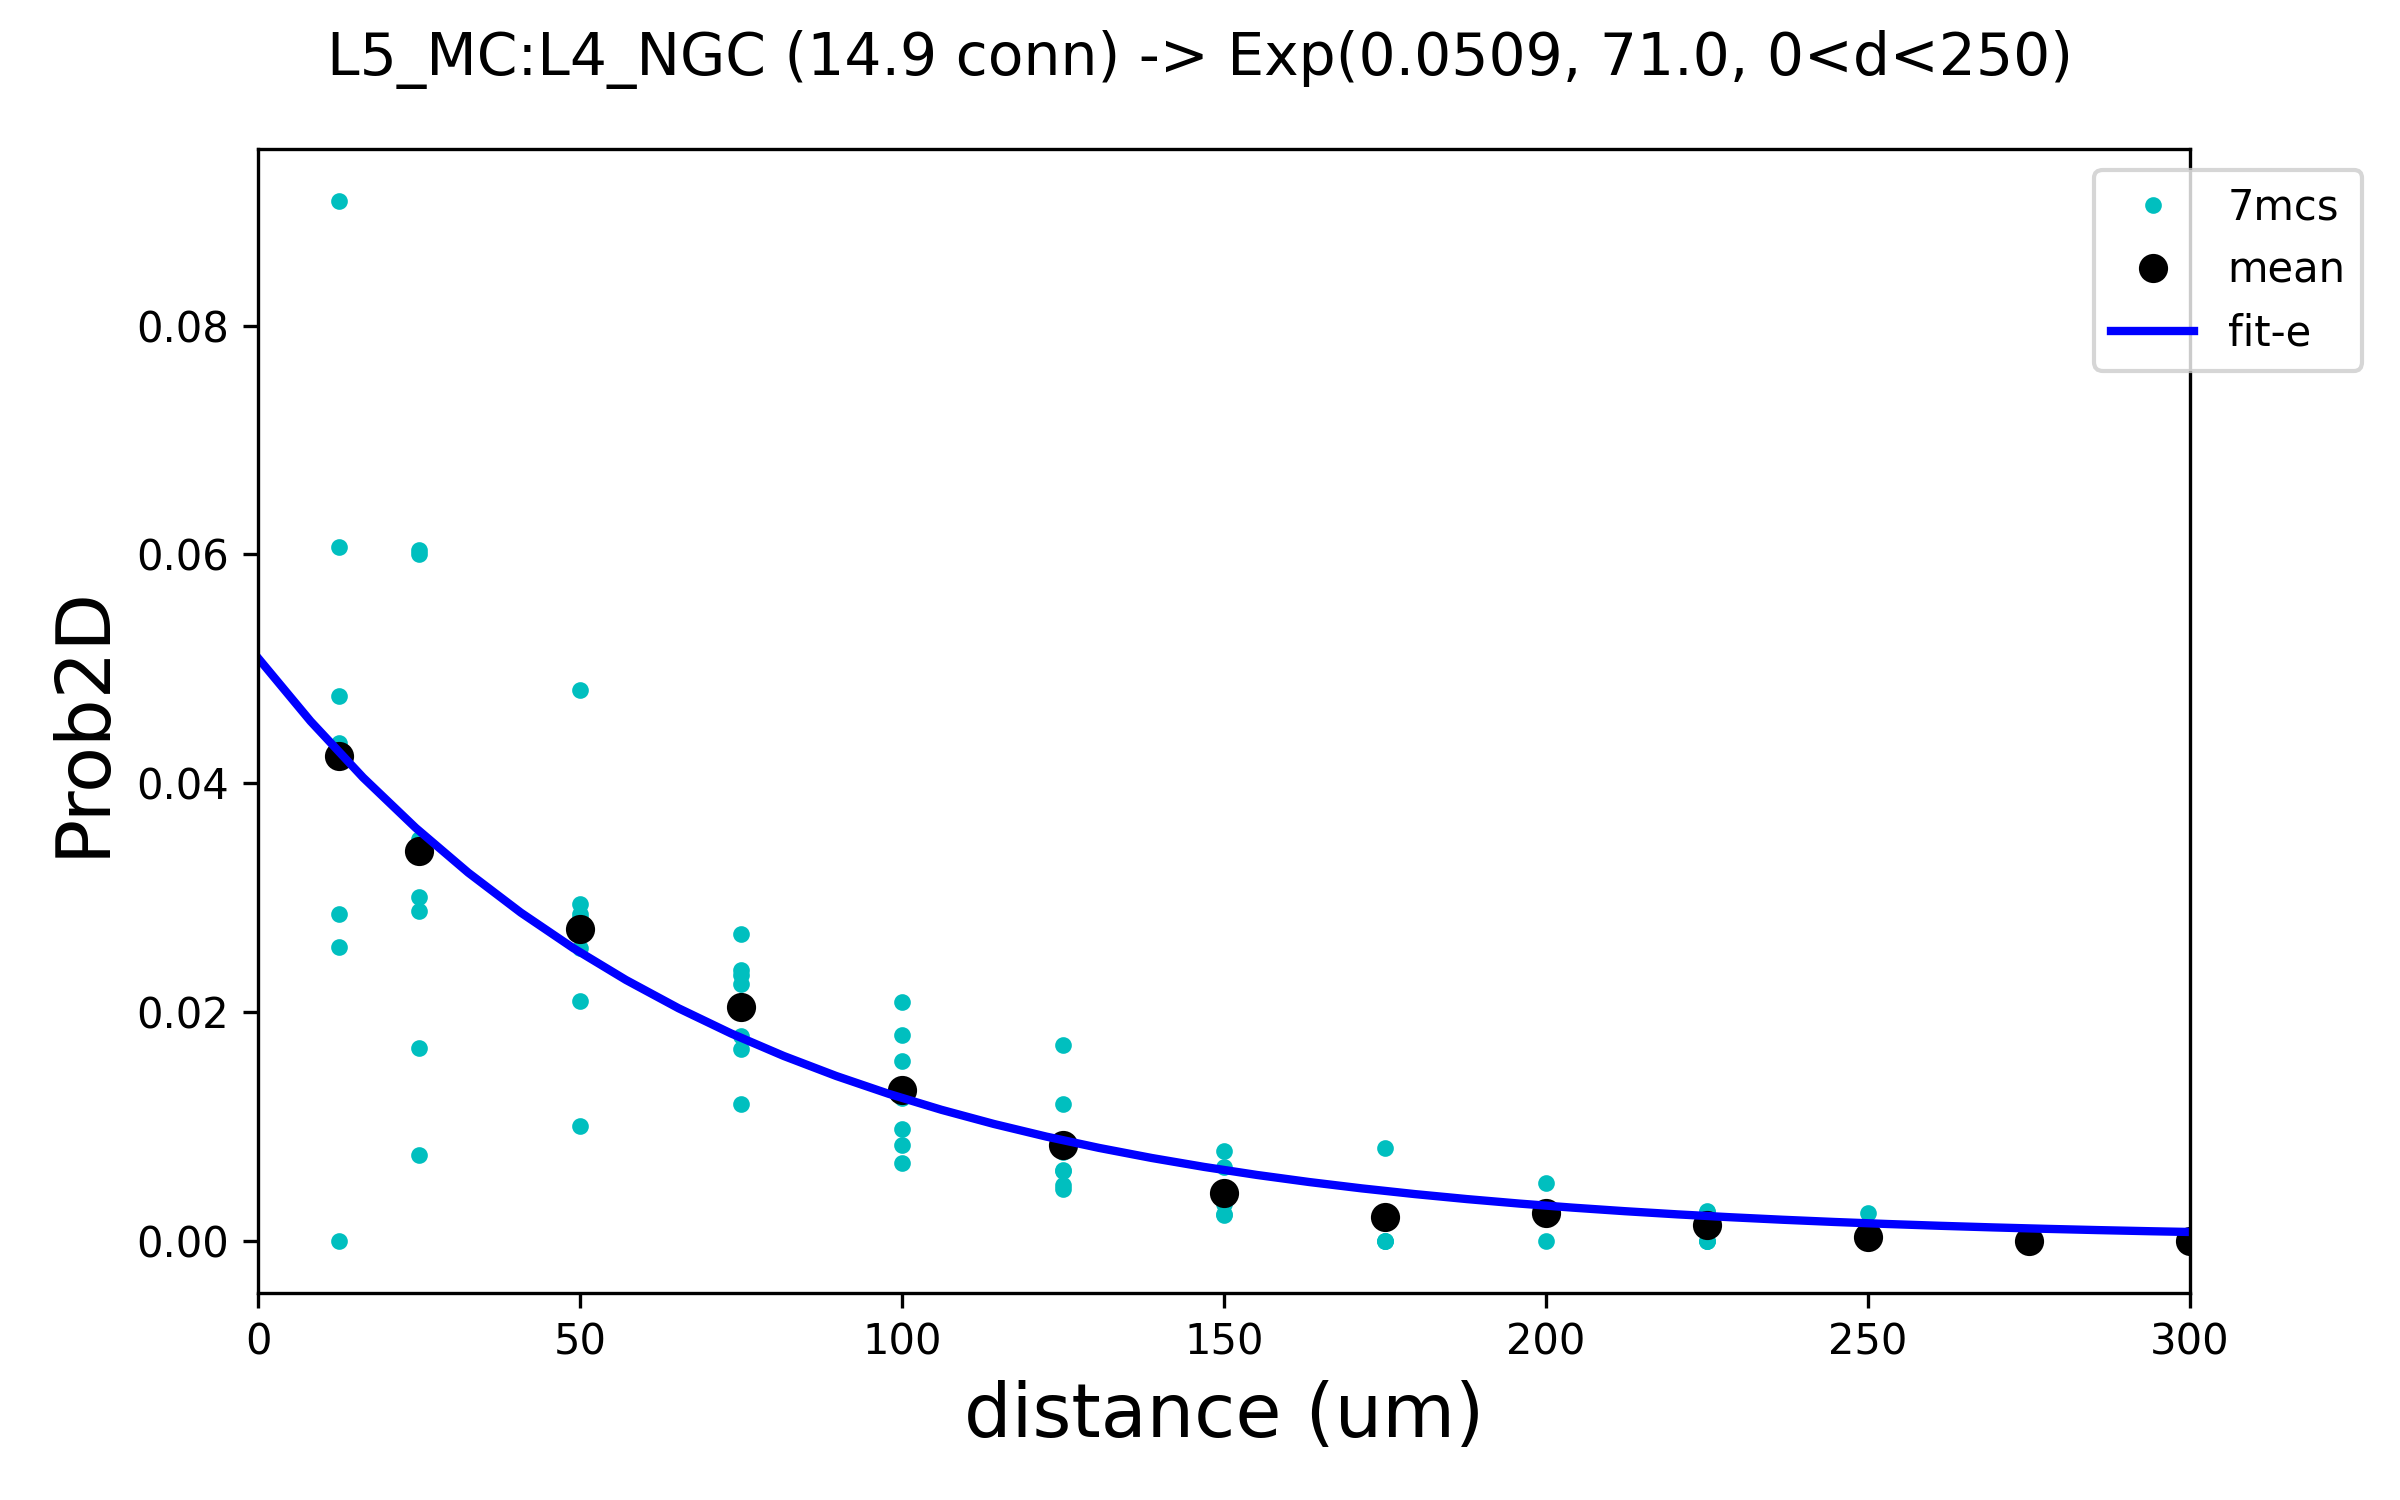 L5_MC:L4_NGC (14.9 conn) -> Exp(0.0509, 71.0, 0<d<250)
7mcs
mean
fit-e
Prob2D
0.08
0.06
0.04
0.02
0.00
0 50 100 150 200 250 300
distance (um)